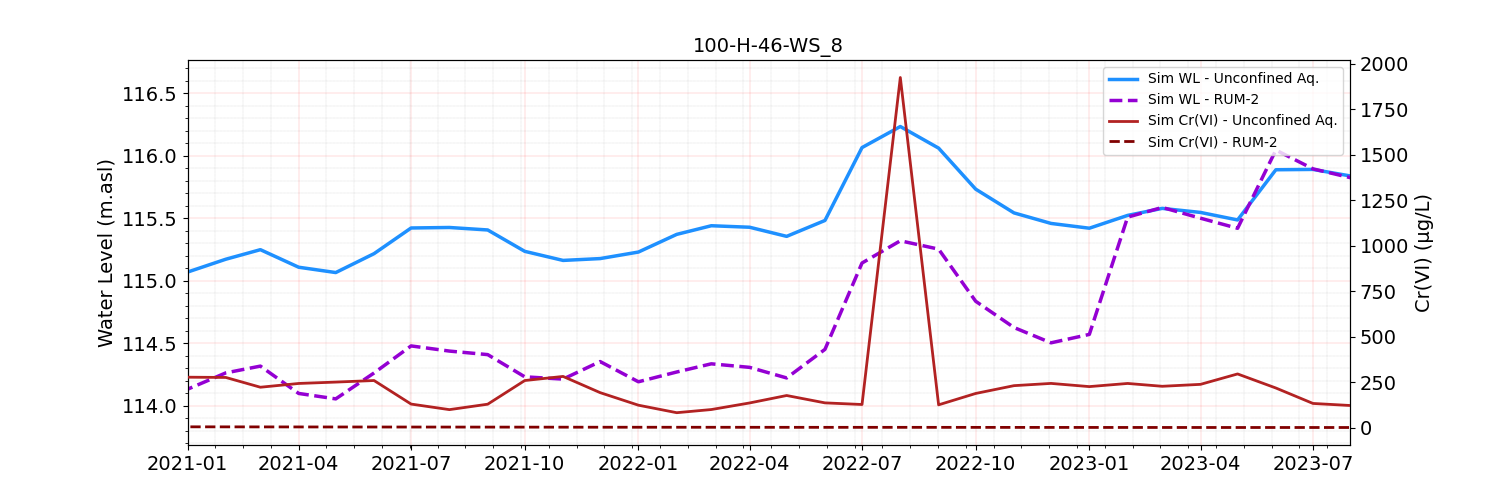 100-H-46-WS_8
Water Level (m.asl)
116.5
116.0
115.5
115.0
114.5
114.0
2000
1750
1500
1250
1000
750
500
250
0
Cr(VI) (µg/L)
Sim WL - Unconfined Aq.
Sim WL - RUM-2
Sim Cr(VI) - Unconfined Aq.
Sim Cr(VI) - RUM-2
2021-01 2021-04 2021-07 2021-10 2022-01 2022-04 2022-07 2022-10 2023-01 2023-04 2023-07